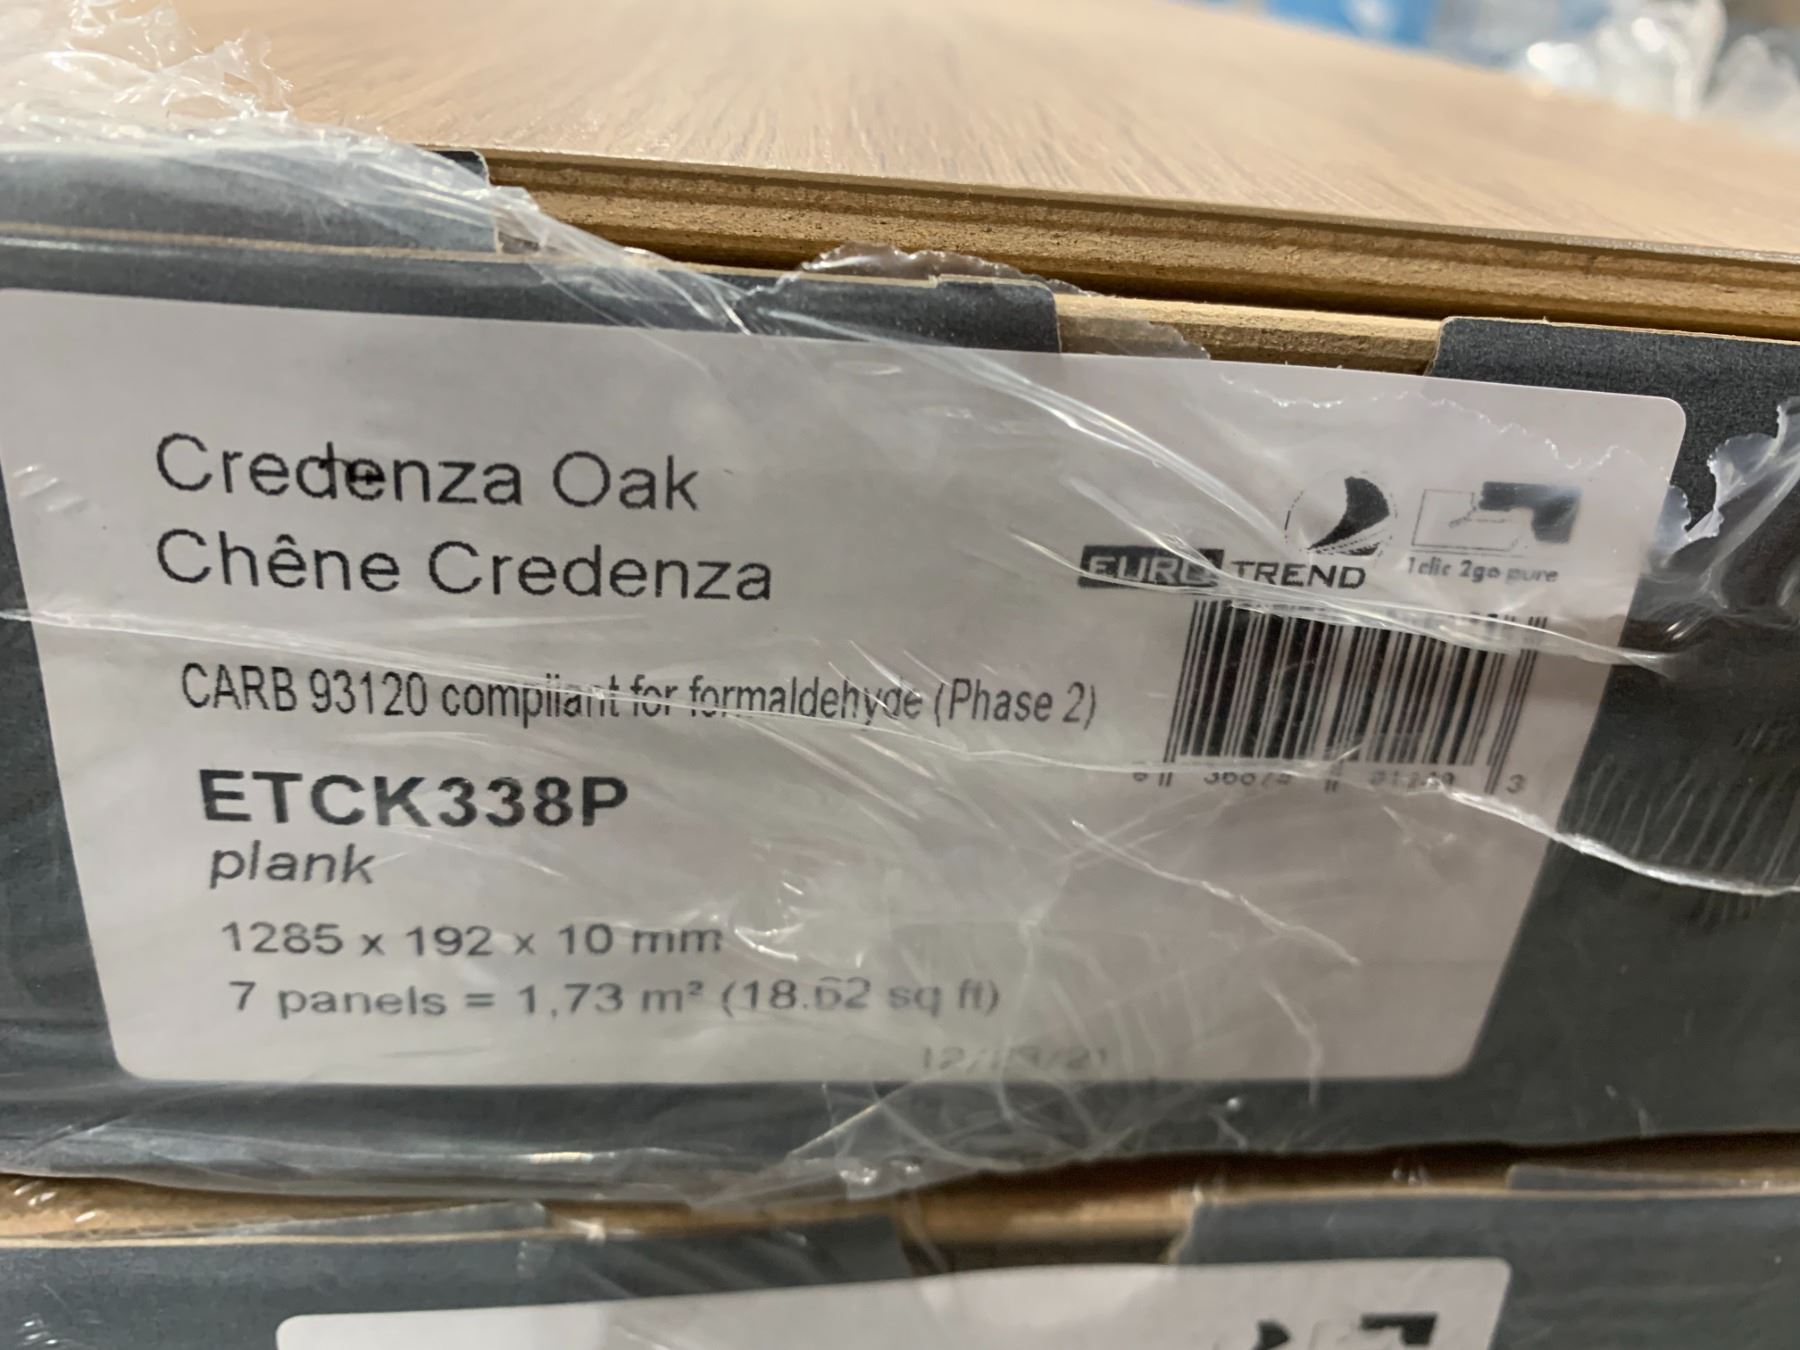 Credenza Oak
Chêne Credenza
EURO TREND
1clic 2go pure
CARB 93120 compliant for formaldehyde (Phase 2)
ETCK338P
plank
1285 x 192 x 10 mm
7 panels = 1,73 m² (18.62 sq ft)